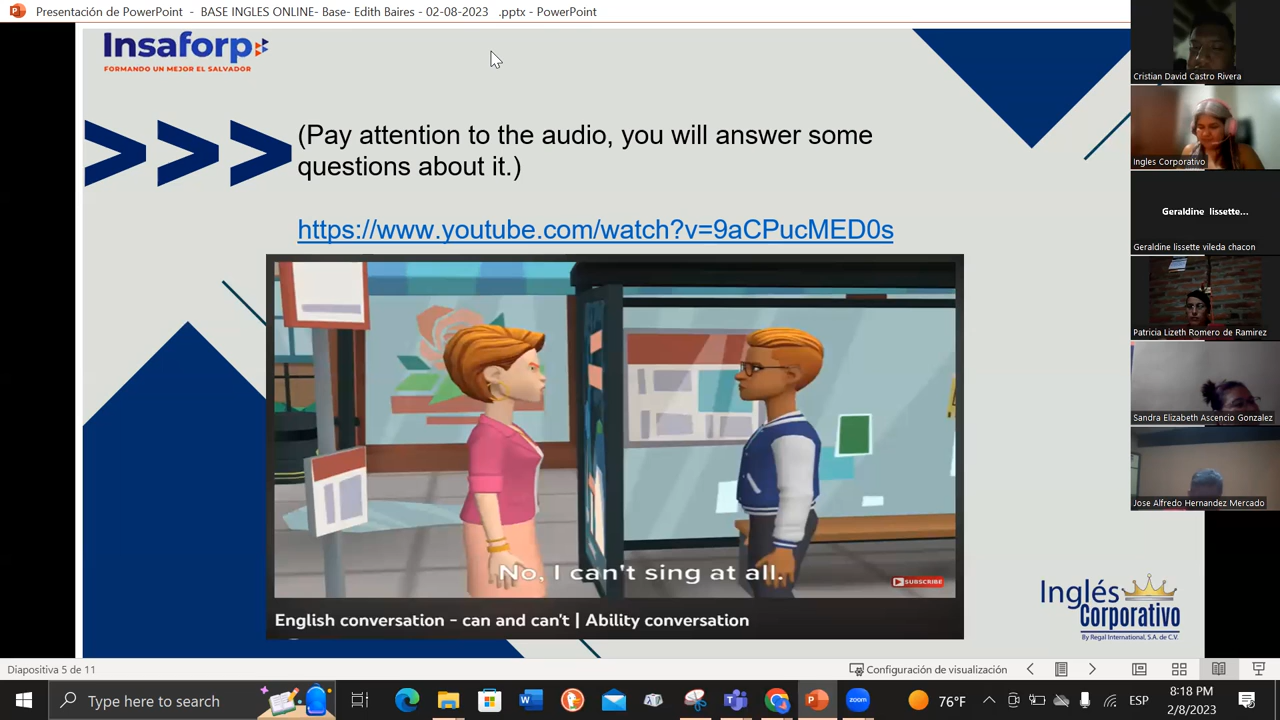 Presentación de PowerPoint - BASE INGLES ONLINE- Base- Edith Baires - 02-08-2023 .pptx - PowerPoint
Insaforp
FORMANDO UN MEJOR EL SALVADOR
(Pay attention to the audio, you will answer some
questions about it.)
https://www.youtube.com/watch?v=9aCPucMED0s
No, I can't sing at all.
SUBSCRIBE
English conversation - can and can't | Ability conversation
Inglés
Corporativo
By Regal International, S.A. de C.V.
Cristian David Castro Rivera
Ingles Corporativo
Geraldine lissette...
Geraldine lissette vileda chacon
Patricia Lizeth Romero de Ramirez
Sandra Elizabeth Ascencio Gonzalez
Jose Alfredo Hernandez Mercado
Diapositiva 5 de 11
Configuración de visualización
Type here to search
zoom
76°F
ESP
8:18 PM
2/8/2023